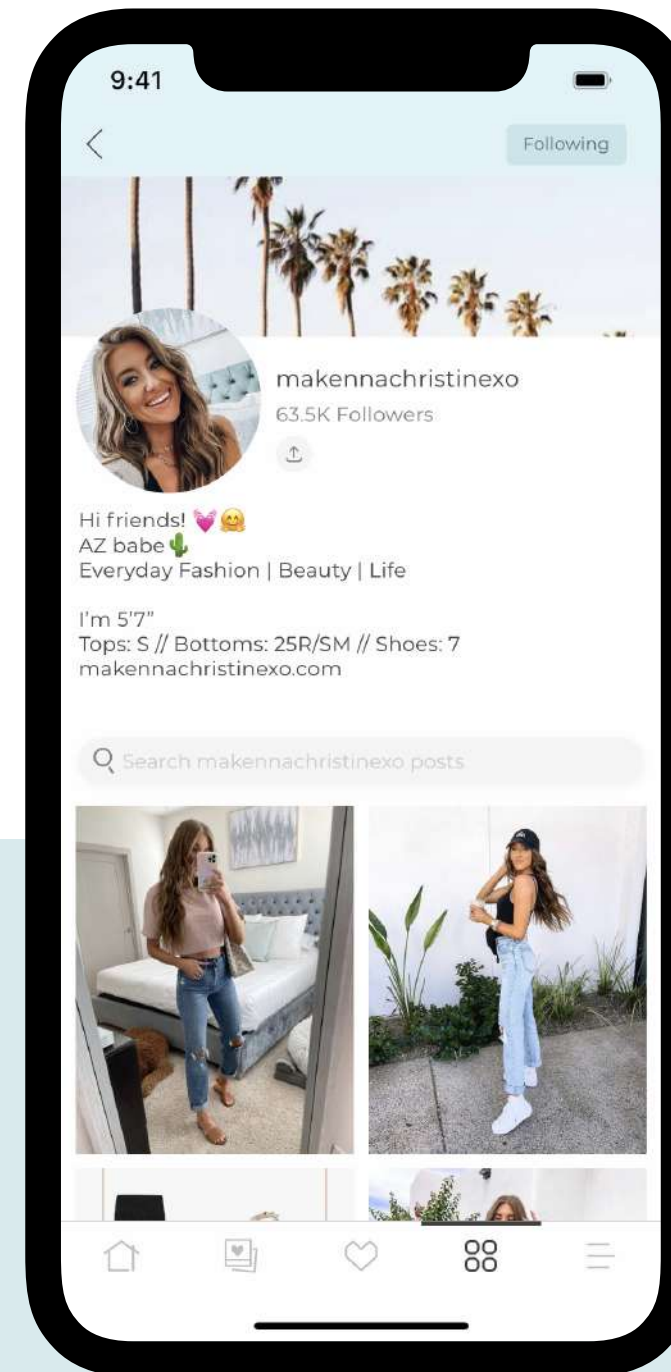 9:41
Following
makennachristinexo
63.5K Followers
Hi friends! 💓🤗
AZ babe🌵
Everyday Fashion | Beauty | Life
I'm 5'7"
Tops: S // Bottoms: 25R/SM // Shoes: 7
makennachristinexo.com
Search makennachristinexo posts